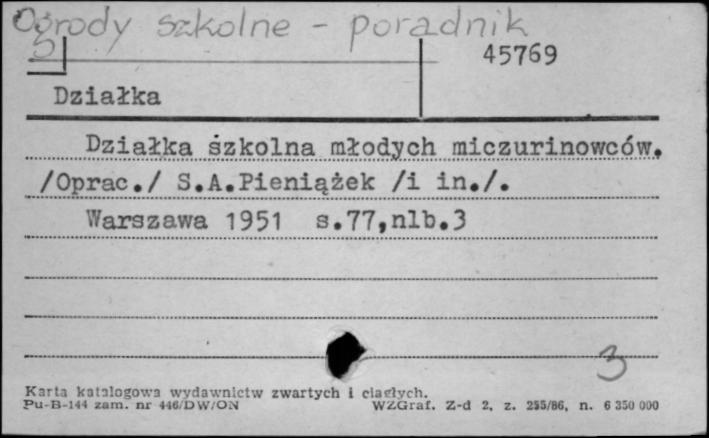 Ogrody szkolne - poradnik
45769
Działka
Działka szkolna młodych miczurinowców.
/Oprac./ S.A.Pieniążek /i in./.
Warszawa 1951 s.77,nlb.3
3
Karta katalogowa wydawnictw zwartych i ciągłych.
Pu-B-144 zam. nr 446/DW/ON WZGraf. Z-d 2, z. 255/86, n. 6 350 000